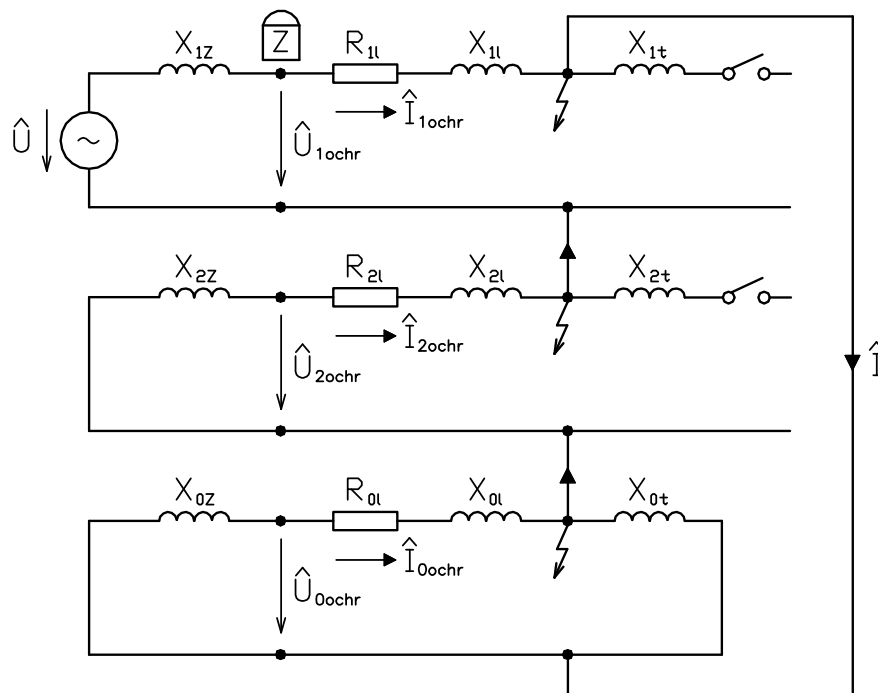 X1Z Z R1l X1l X1t
Û Î1ochr
Û1ochr
X2Z R2l X2l X2t
Î2ochr
Û2ochr
Î
X0Z R0l X0l X0t
Î0ochr
Û0ochr